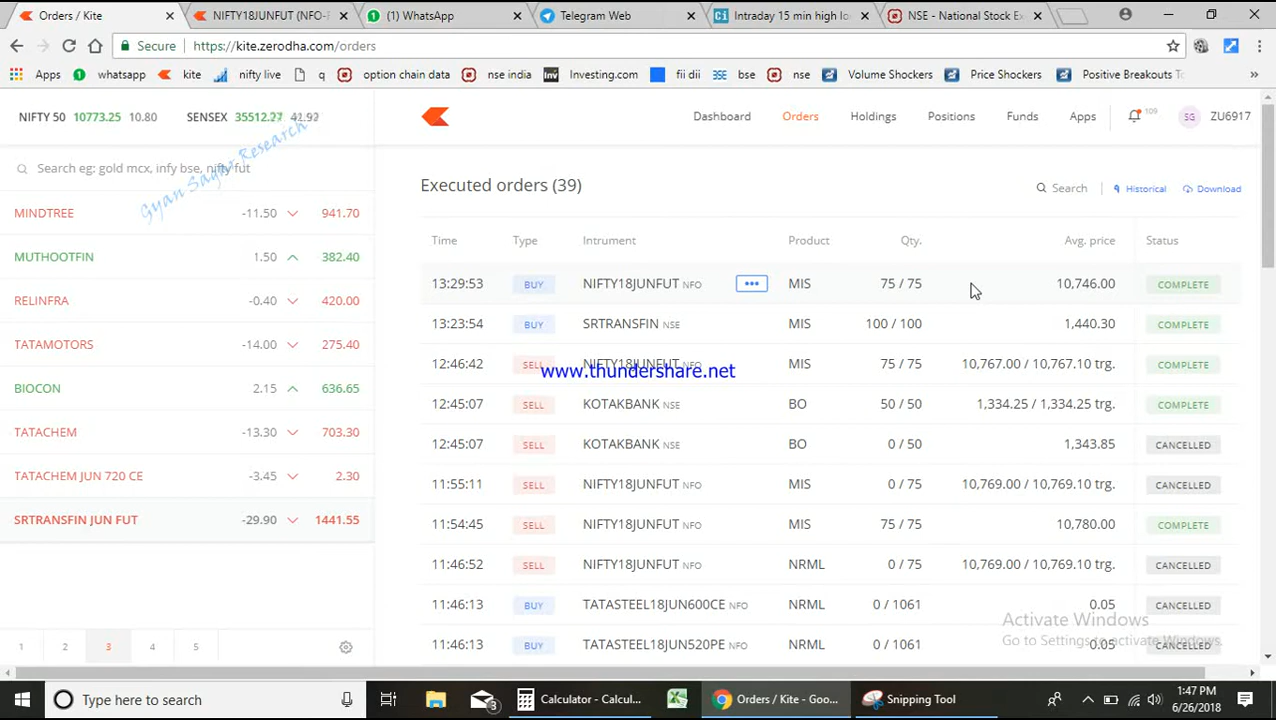 Orders / Kite
NIFTY18JUNFUT (NFO-F
(1) WhatsApp
Telegram Web
Intraday 15 min high lo
NSE - National Stock Ex
Secure
https://kite.zerodha.com/orders
Apps whatsapp kite nifty live q option chain data nse india Investing.com fii dii bse nse Volume Shockers Price Shockers Positive Breakouts To »
NIFTY 50 10773.25 10.80 SENSEX 35512.27 41.92
Dashboard Orders Holdings Positions Funds Apps 109 SG ZU6917
Search eg: gold mcx, infy bse, nifty fut
Gyan Sagar Research
MINDTREE -11.50 941.70
MUTHOOTFIN 1.50 382.40
RELINFRA -0.40 420.00
TATAMOTORS -14.00 275.40
BIOCON 2.15 636.65
TATACHEM -13.30 703.30
TATACHEM JUN 720 CE -3.45 2.30
SRTRANSFIN JUN FUT -29.90 1441.55
1 2 3 4 5
Executed orders (39) Search Historical Download
Time Type Intrument Product Qty. Avg. price Status
13:29:53 BUY NIFTY18JUNFUT NFO ••• MIS 75 / 75 10,746.00 COMPLETE
13:23:54 BUY SRTRANSFIN NSE MIS 100 / 100 1,440.30 COMPLETE
12:46:42 SELL NIFTY18JUNFUT NFO MIS 75 / 75 10,767.00 / 10,767.10 trg. COMPLETE
www.thundershare.net
12:45:07 SELL KOTAKBANK NSE BO 50 / 50 1,334.25 / 1,334.25 trg. COMPLETE
12:45:07 SELL KOTAKBANK NSE BO 0 / 50 1,343.85 CANCELLED
11:55:11 SELL NIFTY18JUNFUT NFO MIS 0 / 75 10,769.00 / 10,769.10 trg. CANCELLED
11:54:45 SELL NIFTY18JUNFUT NFO MIS 75 / 75 10,780.00 COMPLETE
11:46:52 SELL NIFTY18JUNFUT NFO NRML 0 / 75 10,769.00 / 10,769.10 trg. CANCELLED
11:46:13 BUY TATASTEEL18JUN600CE NFO NRML 0 / 1061 0.05 CANCELLED
11:46:13 BUY TATASTEEL18JUN520PE NFO NRML 0 / 1061 0.05 CANCELLED
Activate Windows
Go to Settings to activate Windows.
Type here to search
3
Calculator - Calcul...
Orders / Kite - Goo...
Snipping Tool
1:47 PM
6/26/2018